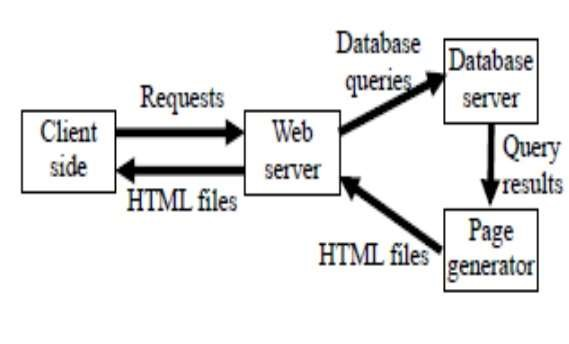 Database
queries
Database
server
Requests
Client
side
Web
server
HTML files
Query
results
HTML files
Page
generator